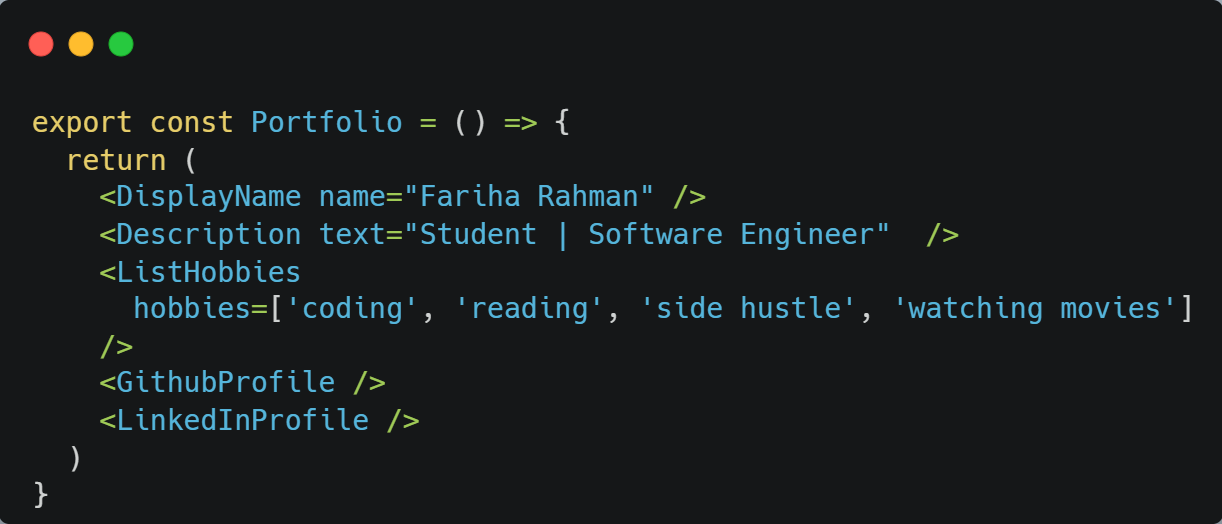 export const Portfolio = () => {
  return (
    <DisplayName name="Fariha Rahman" />
    <Description text="Student | Software Engineer"  />
    <ListHobbies
      hobbies=['coding', 'reading', 'side hustle', 'watching movies']
    />
    <GithubProfile />
    <LinkedInProfile />
  )
}